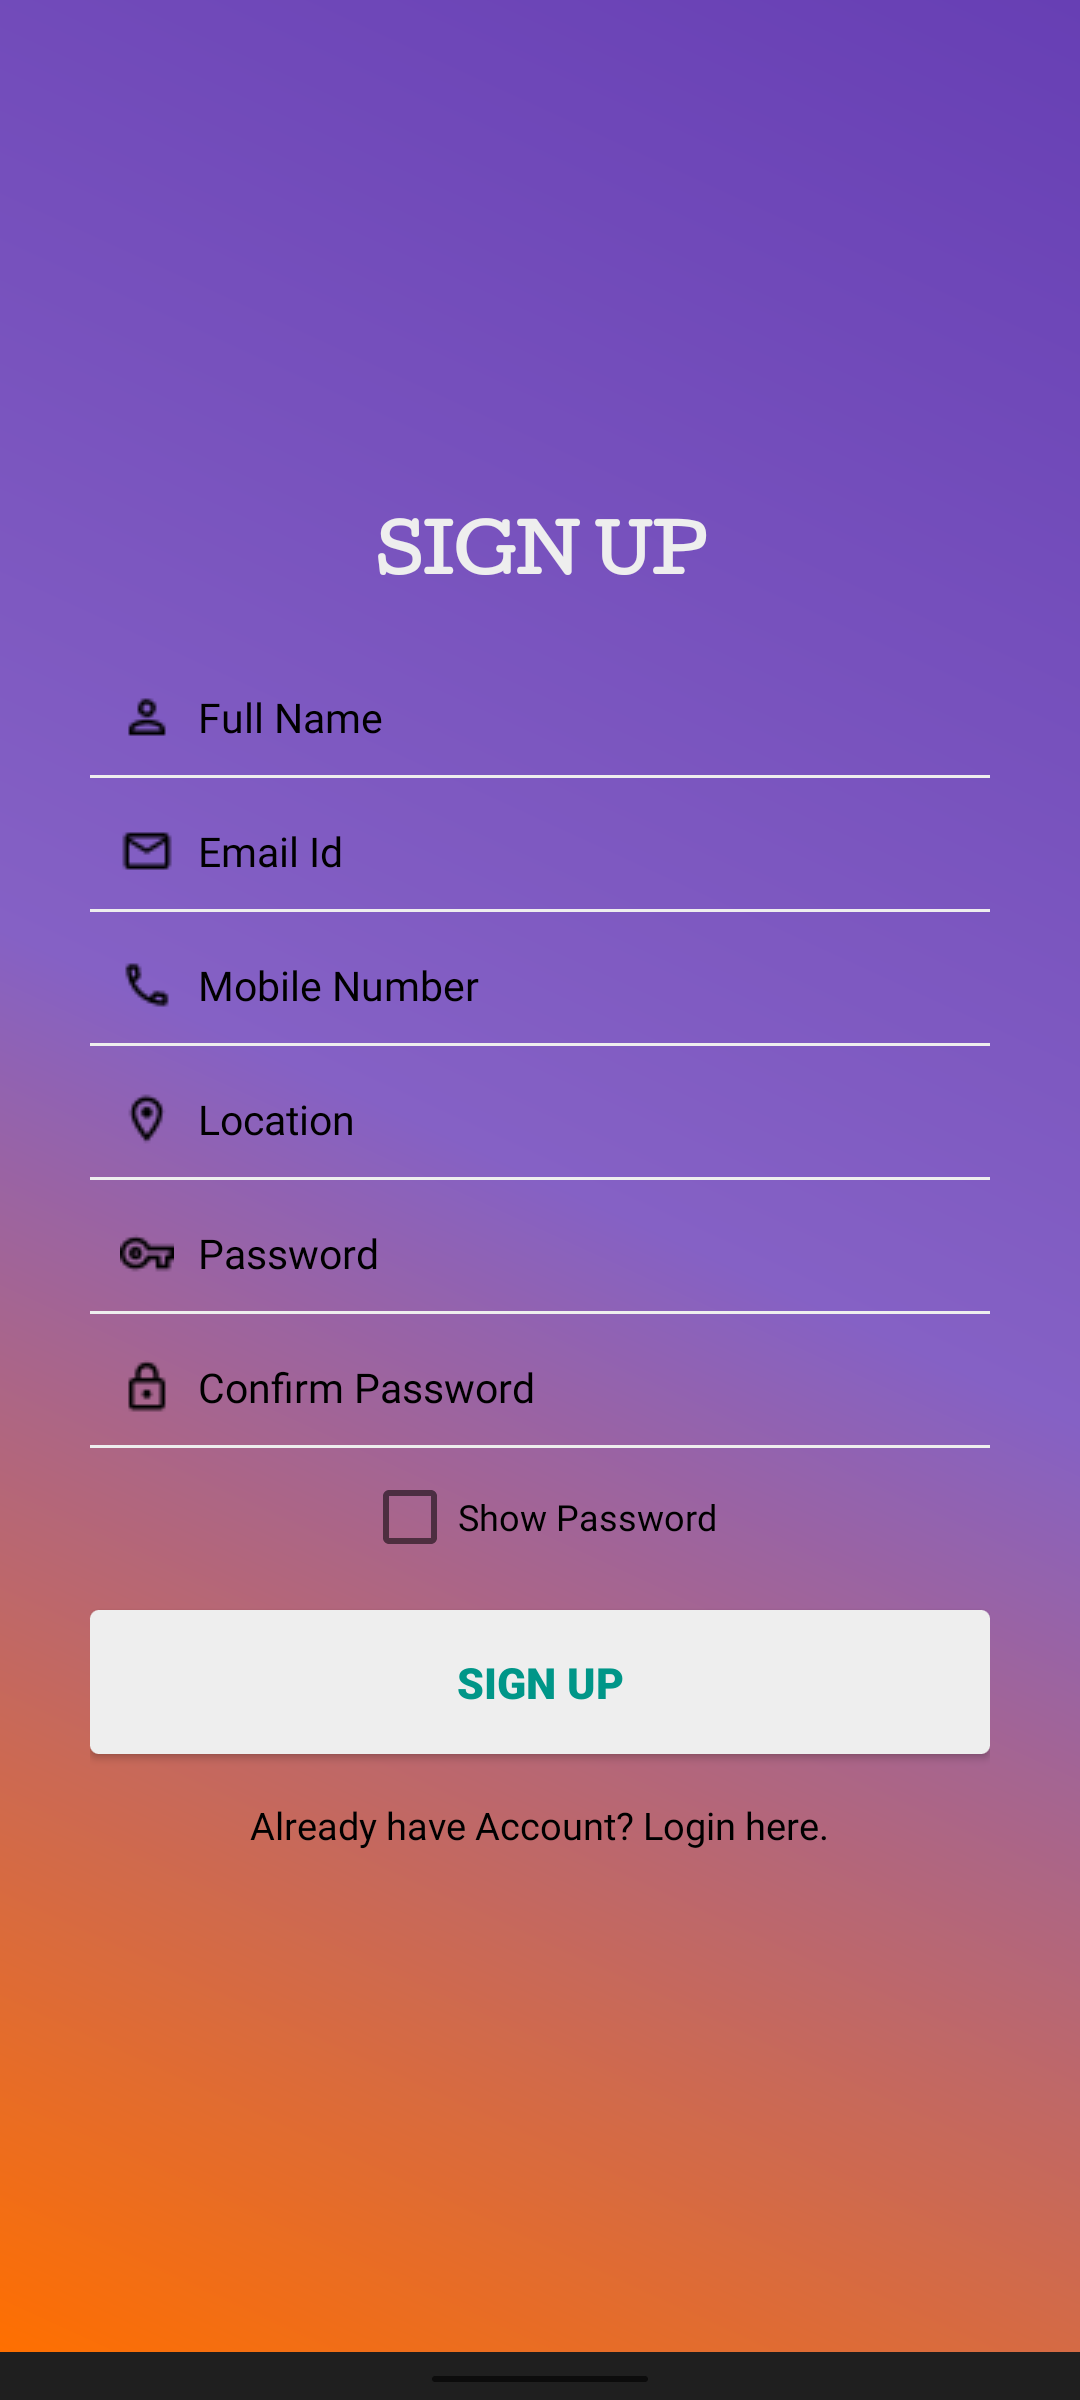 SIGN UP
Full Name
Email Id
Mobile Number
Location
Password
Confirm Password
Show Password
SIGN UP
Already have Account? Login here.